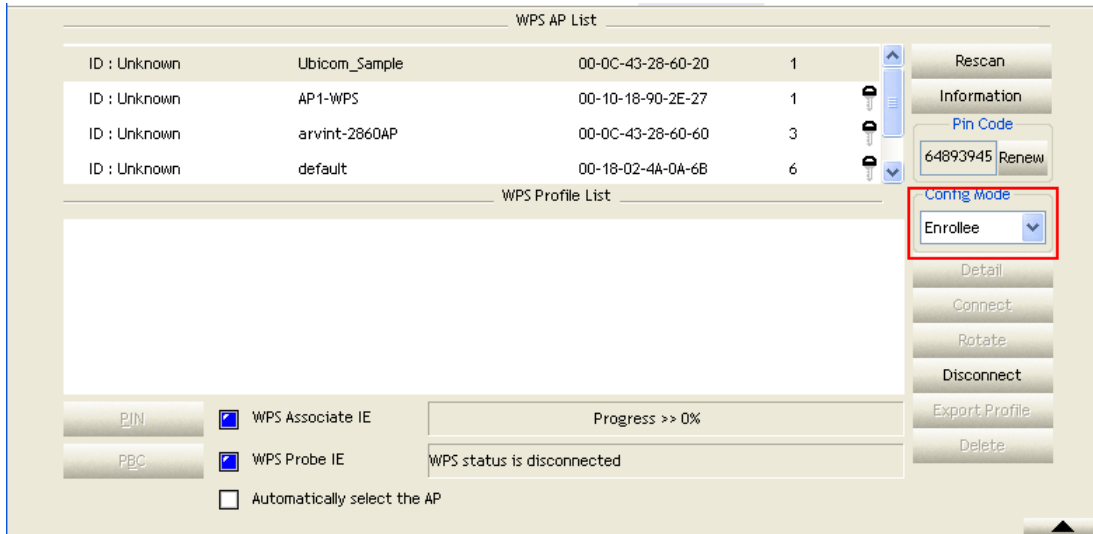 WPS AP List
ID : Unknown Ubicom_Sample 00-0C-43-28-60-20 1
ID : Unknown AP1-WPS 00-10-18-90-2E-27 1
ID : Unknown arvint-2860AP 00-0C-43-28-60-60 3
ID : Unknown default 00-18-02-4A-0A-6B 6
Rescan
Information
Pin Code
64893945 Renew
WPS Profile List
Config Mode
Enrollee
Detail
Connect
Rotate
Disconnect
Export Profile
Delete
PIN WPS Associate IE Progress >> 0%
PBC WPS Probe IE WPS status is disconnected
Automatically select the AP